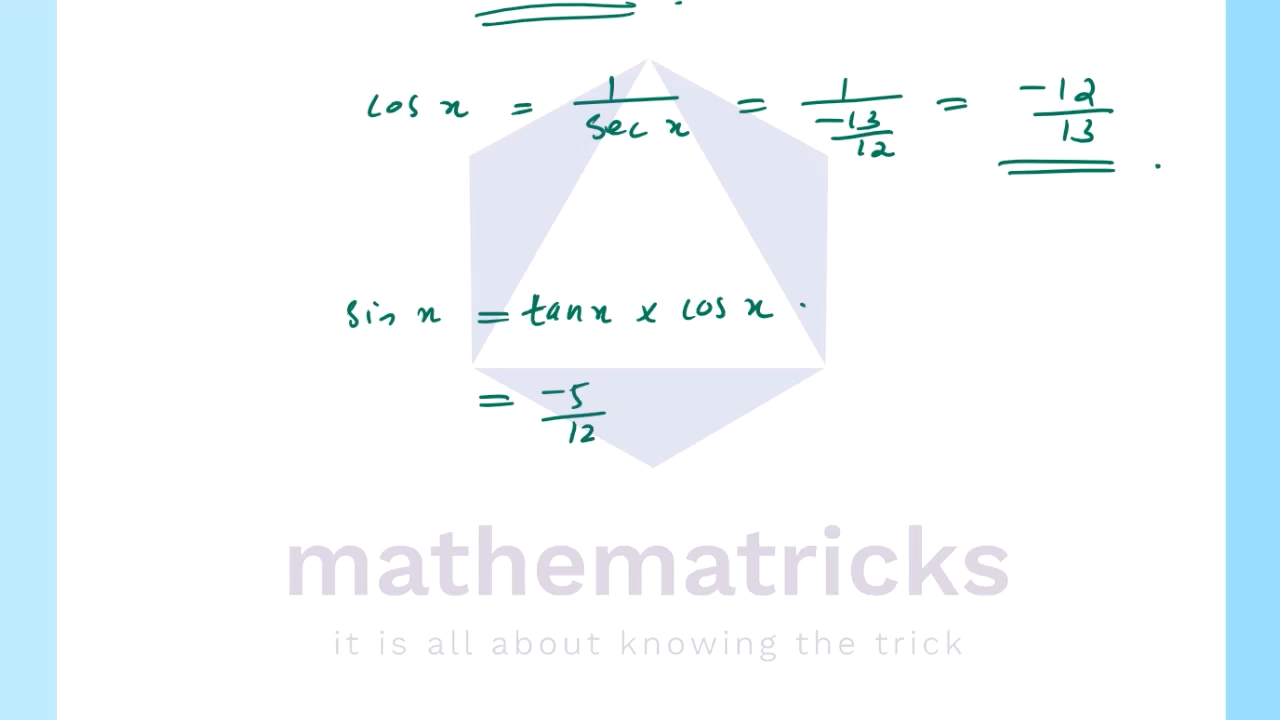 cos x = 1/sec x = 1/(-13/12) = -12/13 .
sin x = tan x × cos x .
= -5/12
mathematricks
it is all about knowing the trick